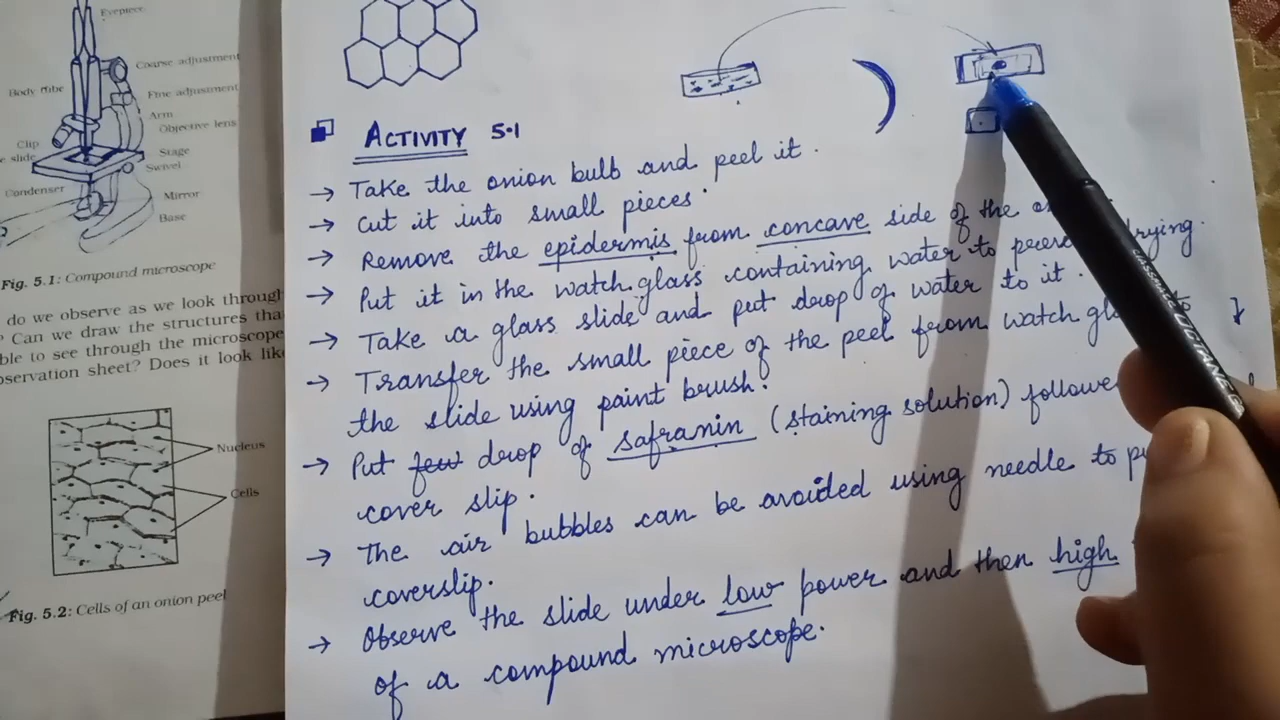 Eyepiece
Coarse adjustment
Body tube
Fine adjustment
Arm
Objective lens
Clip
slide
Stage
Swivel
Condenser
Mirror
Base
Fig. 5.1: Compound microscope
do we observe as we look through
? Can we draw the structures tha
ble to see through the microscope
servation sheet? Does it look like
Nucleus
Cells
Fig. 5.2: Cells of an onion peel
ACTIVITY 5.1
→ Take the onion bulb and peel it.
→ Cut it into small pieces.
→ Remove the epidermis from concave side of the
→ Put it in the watch glass containing water to drying.
→ Take a glass slide and put drop of water to it.
→ Transfer the small piece of the peel from watch to
the slide using paint brush.
→ Put few drop of safranin (staining solution) followe
cover slip.
→ The air bubbles can be avoided using needle to
coverslip.
→ Observe the slide under low power and then high
of a compound microscope.